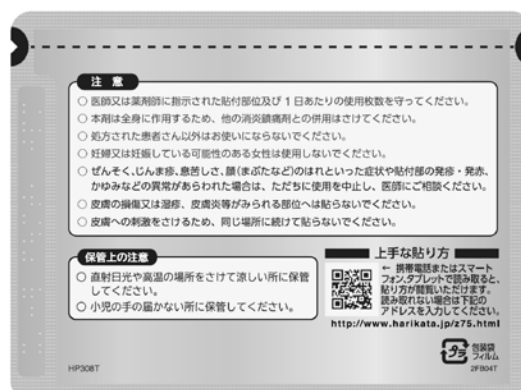 注 意
○ 医師又は薬剤師に指示された貼付部位及び 1 日あたりの使用枚数を守ってください。
○ 本剤は全身に作用するため、他の消炎鎮痛剤との併用はさけてください。
○ 処方された患者さん以外はお使いにならないでください。
○ 妊婦又は妊娠している可能性のある女性は使用しないでください。
○ ぜんそく、じんま疹、息苦しさ、顔(まぶたなど)のはれといった症状や貼付部の発疹・発赤、
かゆみなどの異常があらわれた場合は、ただちに使用を中止し、医師にご相談ください。
○ 皮膚の損傷又は湿疹、皮膚炎等がみられる部位へは貼らないでください。
○ 皮膚への刺激をさけるため、同じ場所に続けて貼らないでください。
保管上の注意
○ 直射日光や高温の場所をさけて涼しい所に保管
してください。
○ 小児の手の届かない所に保管してください。
上手な貼り方
← 携帯電話またはスマート
フォン,タブレットで読み取ると、
貼り方が閲覧いただけます。
読み取れない場合は下記の
アドレスを入力してください。
http://www.harikata.jp/z75.html
プラ
包装袋
フィルム
HP308T
2FB04T